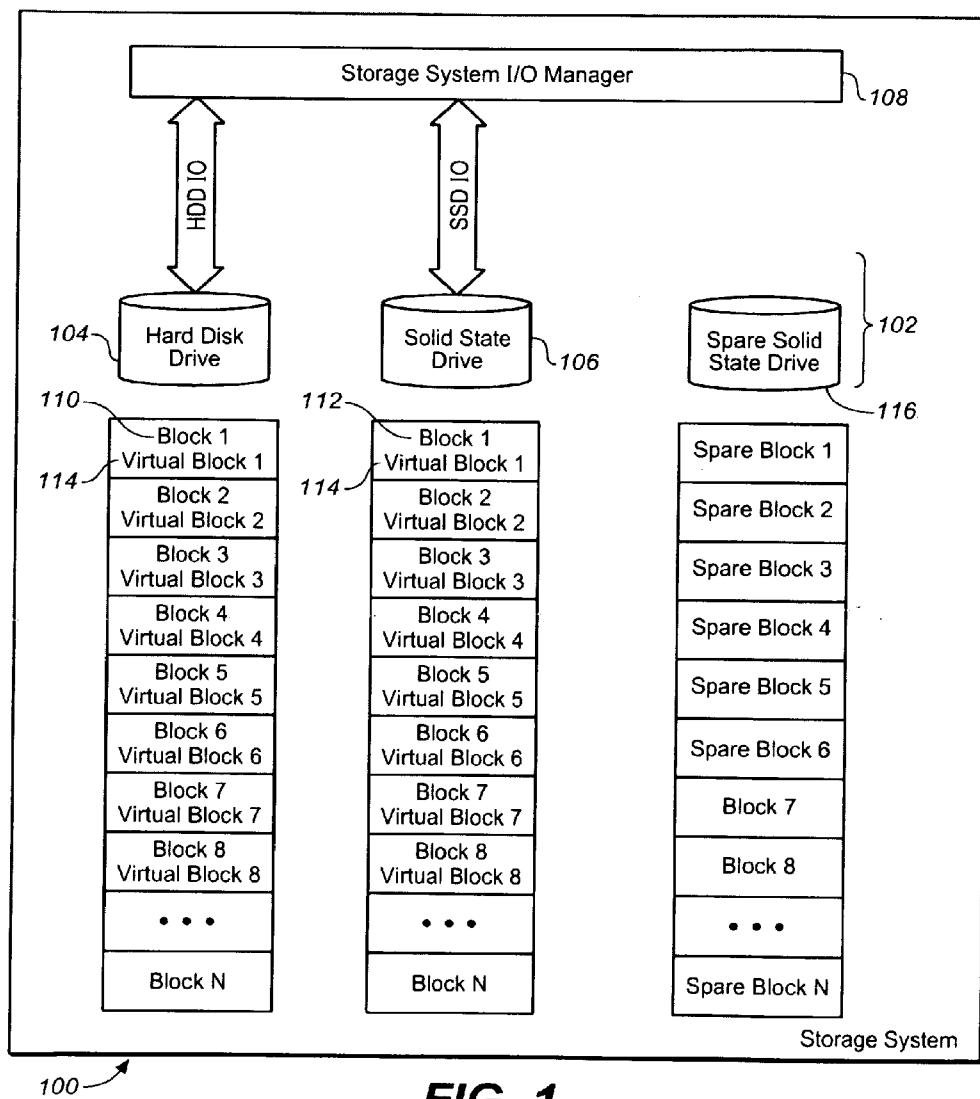 Storage System I/O Manager
108
HDD IO
SSD IO
102
104
Hard Disk
Drive
Solid State
Drive
106
Spare Solid
State Drive
116
110
112
114
114
Block 1
Virtual Block 1
Block 2
Virtual Block 2
Block 3
Virtual Block 3
Block 4
Virtual Block 4
Block 5
Virtual Block 5
Block 6
Virtual Block 6
Block 7
Virtual Block 7
Block 8
Virtual Block 8
• • •
Block N
Block 1
Virtual Block 1
Block 2
Virtual Block 2
Block 3
Virtual Block 3
Block 4
Virtual Block 4
Block 5
Virtual Block 5
Block 6
Virtual Block 6
Block 7
Virtual Block 7
Block 8
Virtual Block 8
• • •
Block N
Spare Block 1
Spare Block 2
Spare Block 3
Spare Block 4
Spare Block 5
Spare Block 6
Block 7
Block 8
• • •
Spare Block N
Storage System
100
FIG. 1